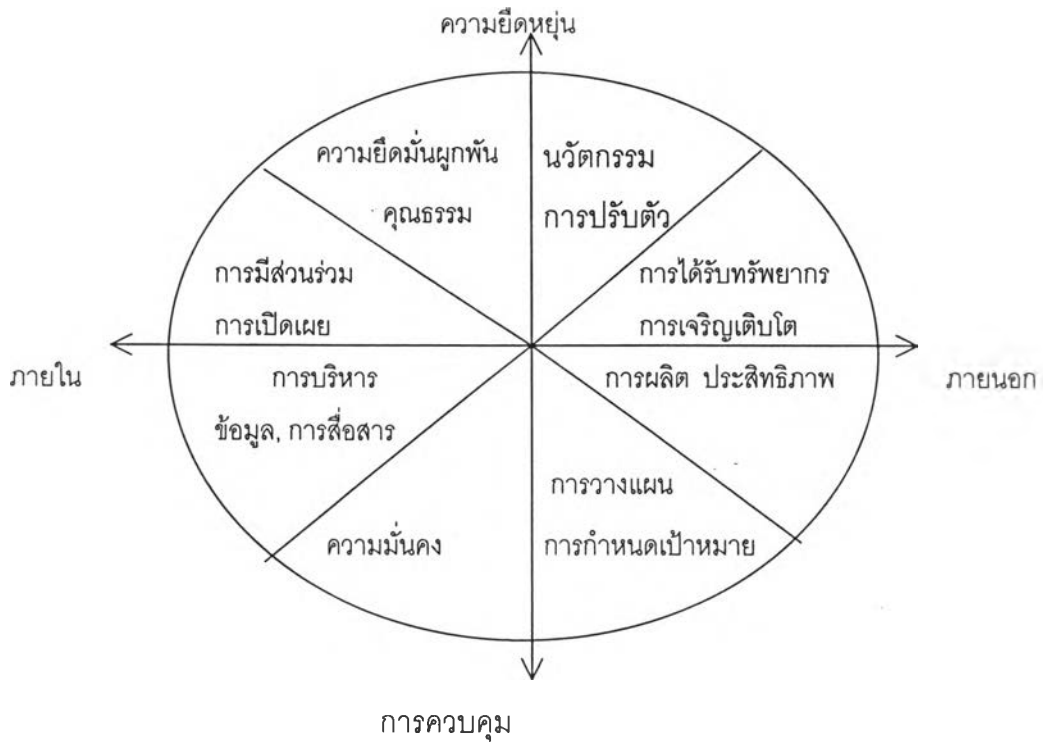 ความยืดหยุ่น
ความยึดมั่นผูกพัน
นวัตกรรม
คุณธรรม
การปรับตัว
การมีส่วนร่วม
การได้รับทรัพยากร
การเปิดเผย
การเจริญเติบโต
ภายใน
การบริหาร
การผลิต ประสิทธิภาพ
ภายนอก
ข้อมูล, การสื่อสาร
การวางแผน
ความมั่นคง
การกำหนดเป้าหมาย
การควบคุม